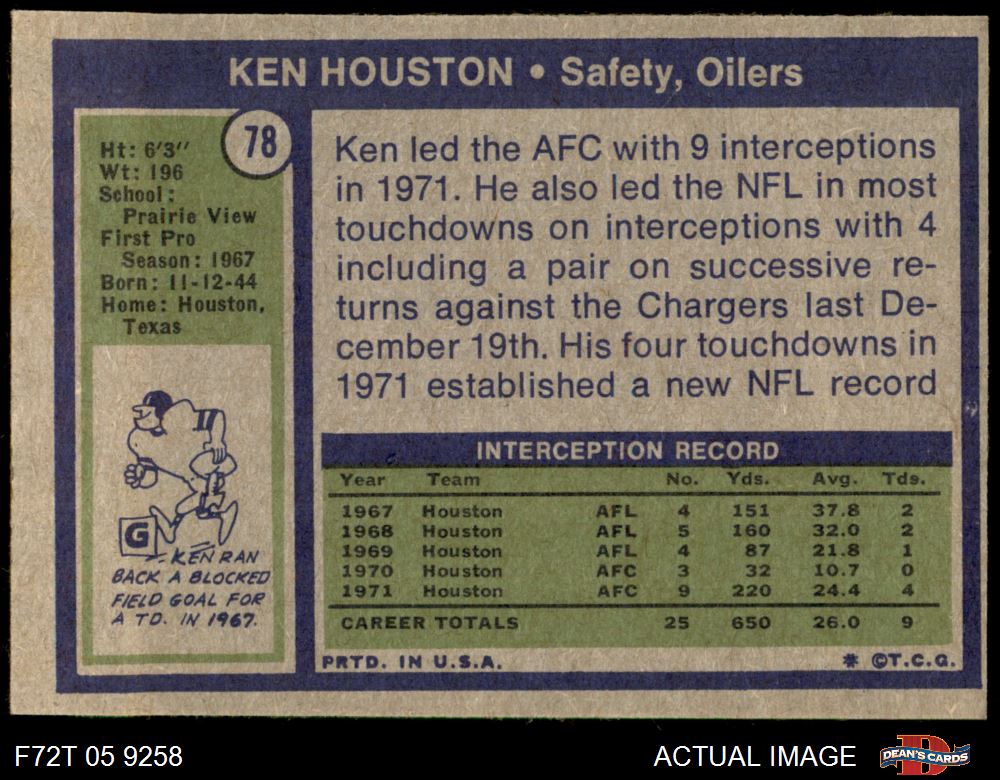 KEN HOUSTON • Safety, Oilers
78
Ht: 6'3"
Wt: 196
School:
Prairie View
First Pro
Season: 1967
Born: 11-12-44
Home: Houston,
Texas
G
KEN RAN
BACK A BLOCKED
FIELD GOAL FOR
A TD. IN 1967.
Ken led the AFC with 9 interceptions
in 1971. He also led the NFL in most
touchdowns on interceptions with 4
including a pair on successive re-
turns against the Chargers last De-
cember 19th. His four touchdowns in
1971 established a new NFL record
INTERCEPTION RECORD
Year Team No. Yds. Avg. Tds.
1967 Houston AFL 4 151 37.8 2
1968 Houston AFL 5 160 32.0 2
1969 Houston AFL 4 87 21.8 1
1970 Houston AFC 3 32 10.7 0
1971 Houston AFC 9 220 24.4 4
CAREER TOTALS 25 650 26.0 9
PRTD. IN U.S.A. * ©T.C.G.
F72T 05 9258 ACTUAL IMAGE D DEAN'S CARDS